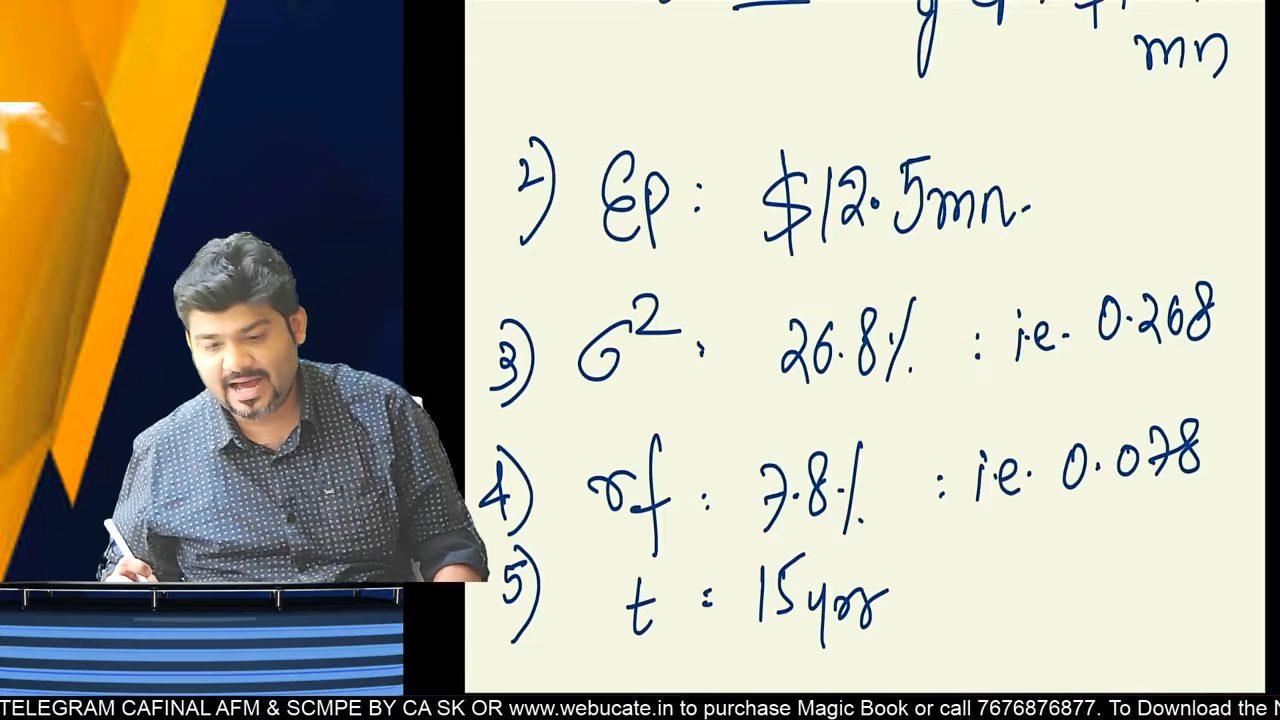 mn
2) EP : $12.5mn.
3) σ² : 26.8% : i.e. 0.268
4) rf : 7.8% : i.e. 0.078
5) t : 15yrs
TELEGRAM CAFINAL AFM & SCMPE BY CA SK OR www.webucate.in to purchase Magic Book or call 7676876877. To Download the